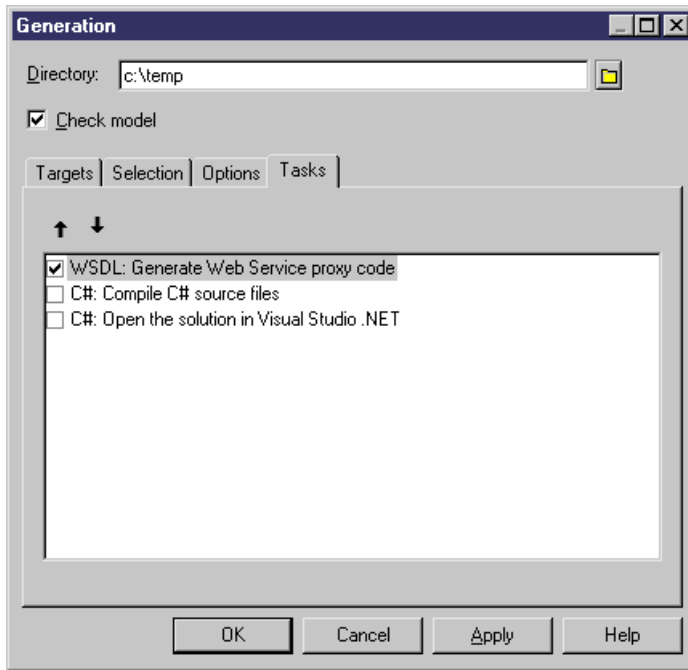 Generation
Directory: c:\temp
Check model
Targets Selection Options Tasks
WSDL: Generate Web Service proxy code
C#: Compile C# source files
C#: Open the solution in Visual Studio .NET
OK Cancel Apply Help